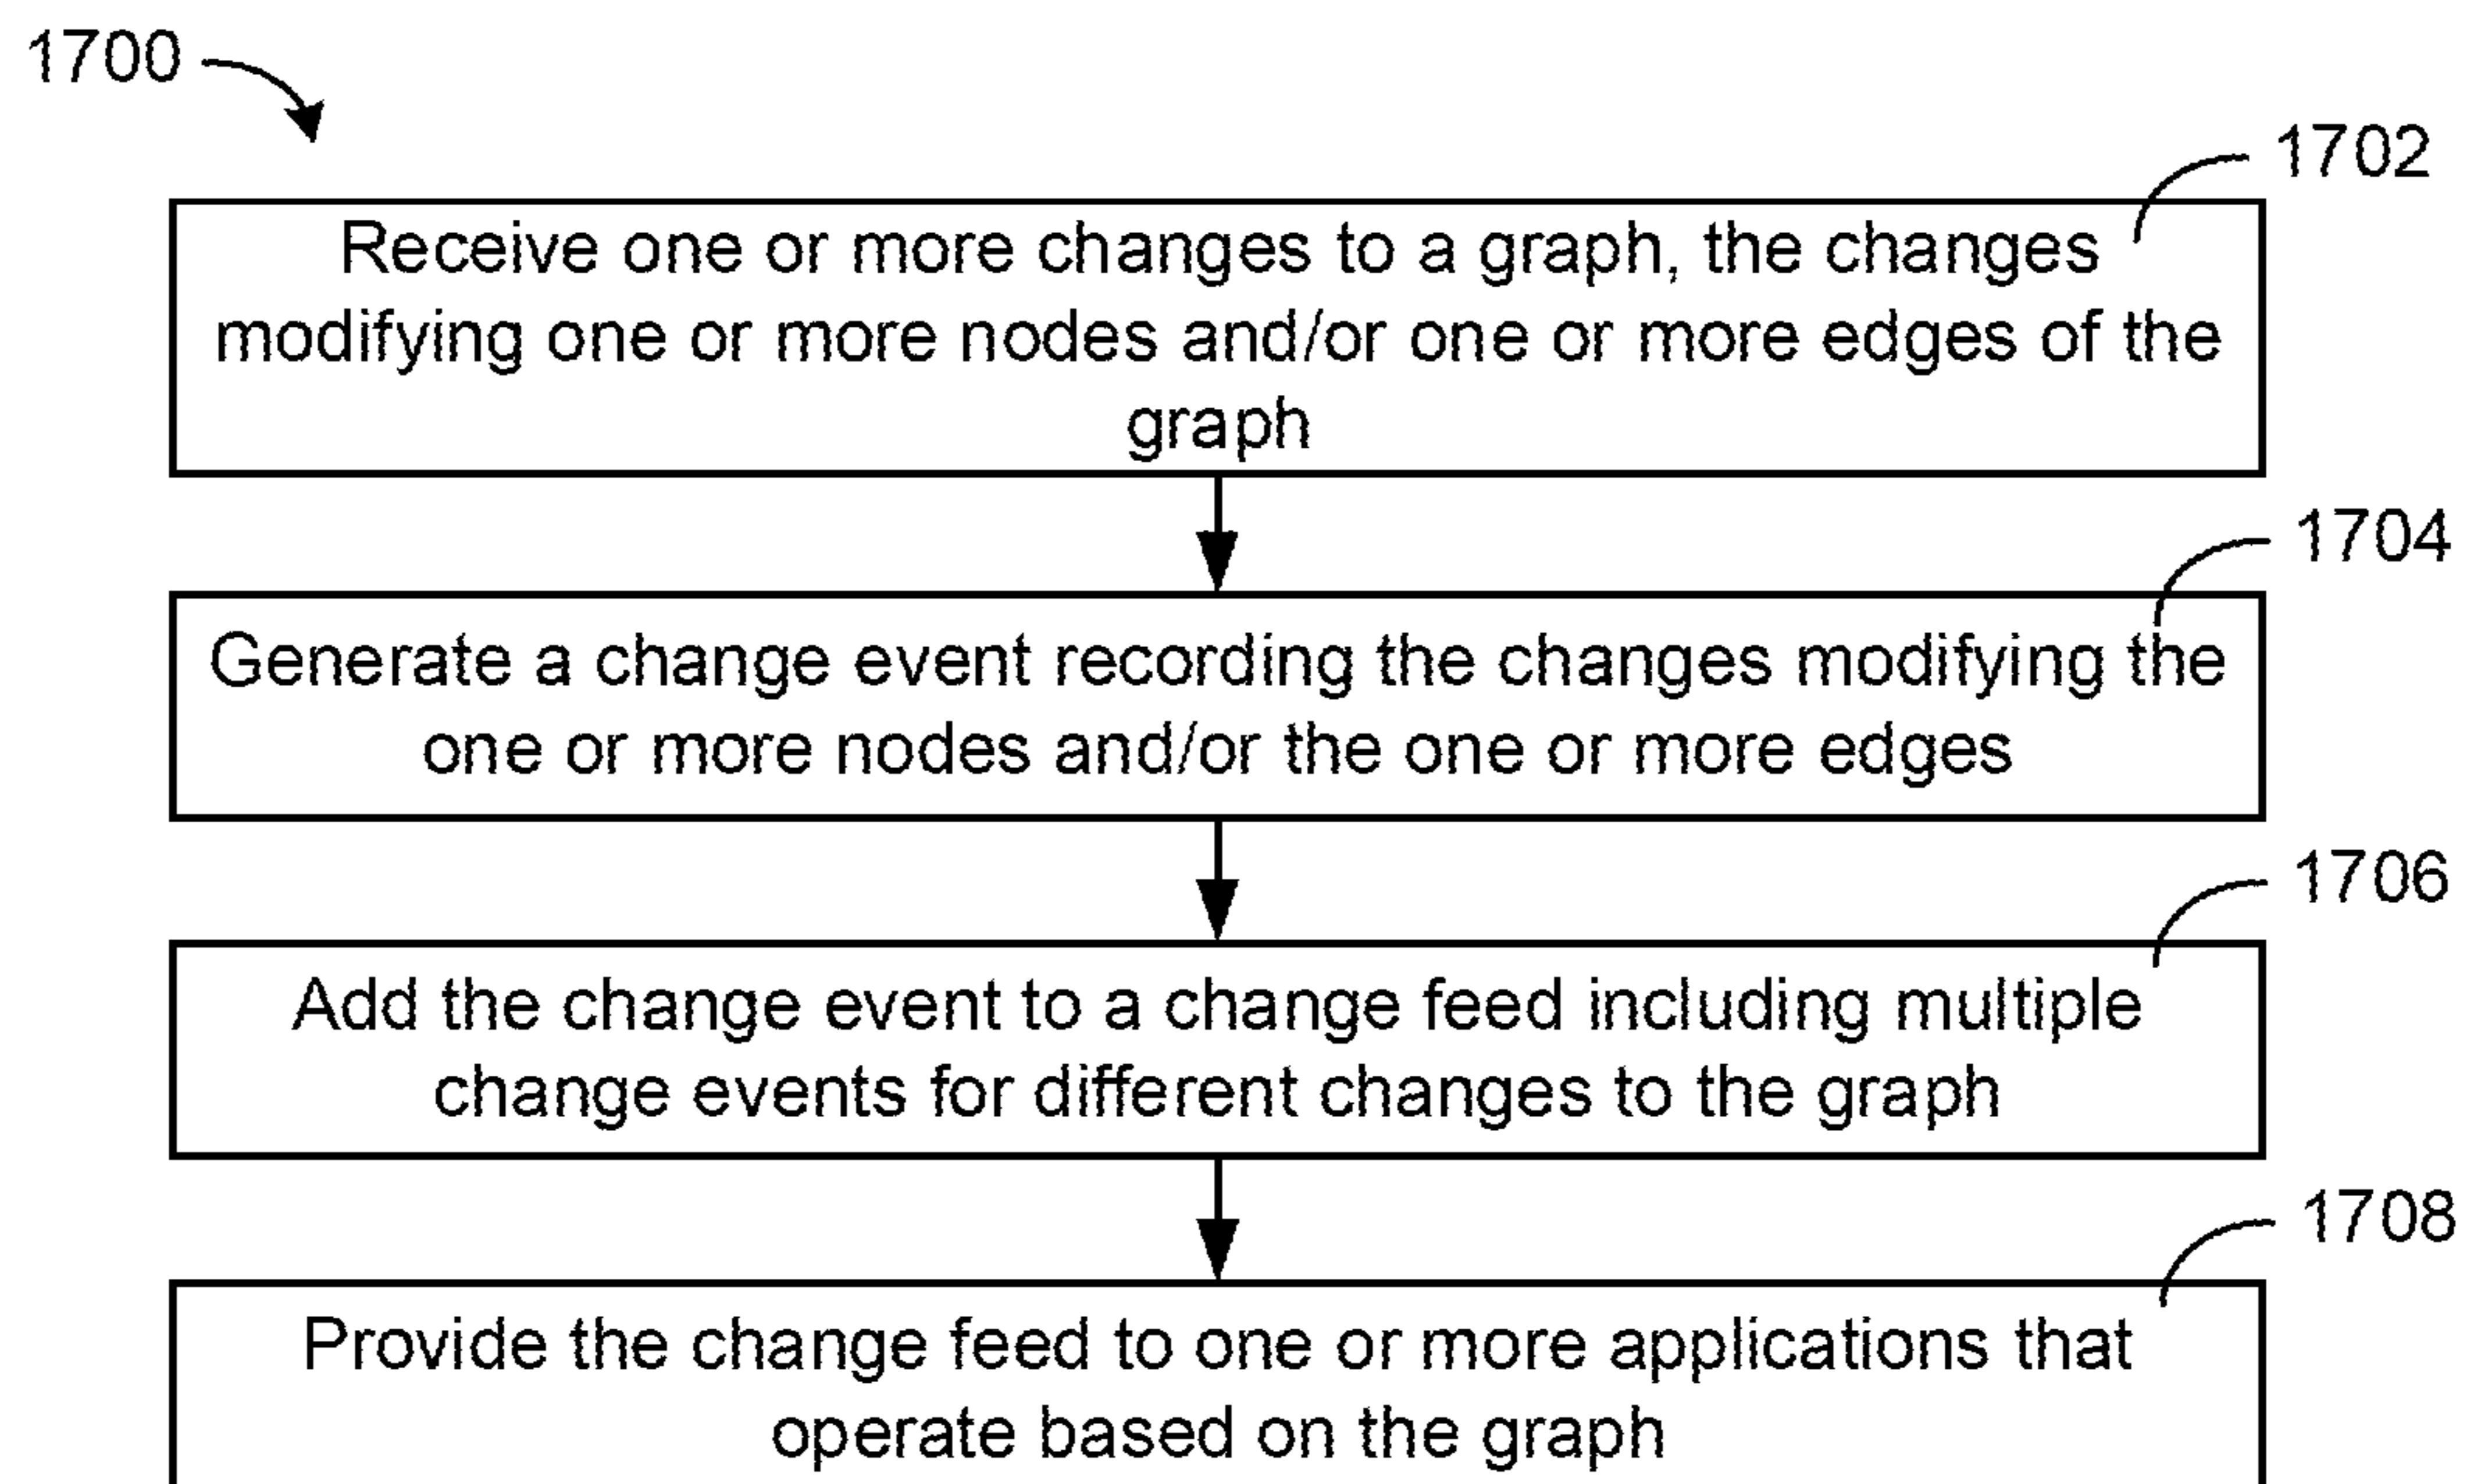 1700
1702
Receive one or more changes to a graph, the changes
modifying one or more nodes and/or one or more edges of the
graph
1704
Generate a change event recording the changes modifying the
one or more nodes and/or the one or more edges
1706
Add the change event to a change feed including multiple
change events for different changes to the graph
1708
Provide the change feed to one or more applications that
operate based on the graph